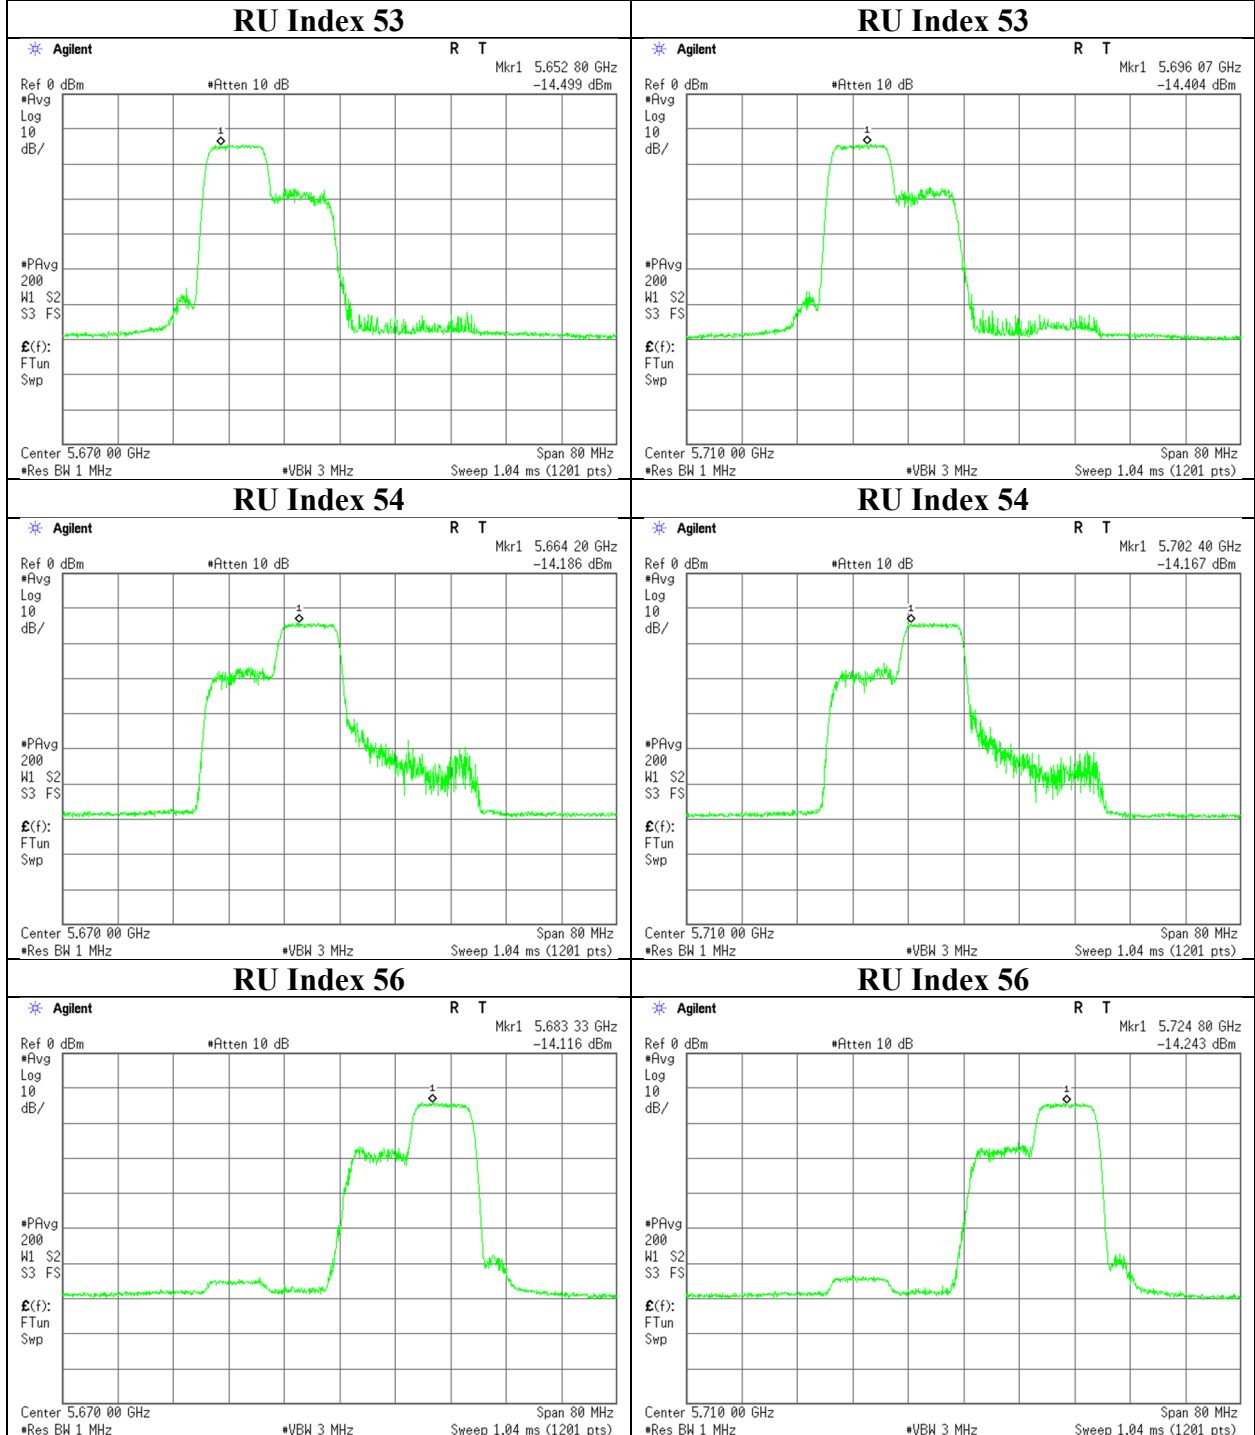 RU Index 53
Agilent
R T
Mkr1 5.652 80 GHz
Ref 0 dBm #Atten 10 dB -14.499 dBm
#Avg
Log
10
dB/
1
#PAvg
200
W1 S2
S3 FS
£(f):
FTun
Swp
Center 5.670 00 GHz Span 80 MHz
#Res BW 1 MHz #VBW 3 MHz Sweep 1.04 ms (1201 pts)
RU Index 53
Agilent
R T
Mkr1 5.696 07 GHz
Ref 0 dBm #Atten 10 dB -14.404 dBm
#Avg
Log
10
dB/
1
#PAvg
200
W1 S2
S3 FS
£(f):
FTun
Swp
Center 5.710 00 GHz Span 80 MHz
#Res BW 1 MHz #VBW 3 MHz Sweep 1.04 ms (1201 pts)
RU Index 54
Agilent
R T
Mkr1 5.664 20 GHz
Ref 0 dBm #Atten 10 dB -14.186 dBm
#Avg
Log
10
dB/
1
#PAvg
200
W1 S2
S3 FS
£(f):
FTun
Swp
Center 5.670 00 GHz Span 80 MHz
#Res BW 1 MHz #VBW 3 MHz Sweep 1.04 ms (1201 pts)
RU Index 54
Agilent
R T
Mkr1 5.702 40 GHz
Ref 0 dBm #Atten 10 dB -14.167 dBm
#Avg
Log
10
dB/
1
#PAvg
200
W1 S2
S3 FS
£(f):
FTun
Swp
Center 5.710 00 GHz Span 80 MHz
#Res BW 1 MHz #VBW 3 MHz Sweep 1.04 ms (1201 pts)
RU Index 56
Agilent
R T
Mkr1 5.683 33 GHz
Ref 0 dBm #Atten 10 dB -14.116 dBm
#Avg
Log
10
dB/
1
#PAvg
200
W1 S2
S3 FS
£(f):
FTun
Swp
Center 5.670 00 GHz Span 80 MHz
#Res BW 1 MHz #VBW 3 MHz Sweep 1.04 ms (1201 pts)
RU Index 56
Agilent
R T
Mkr1 5.724 80 GHz
Ref 0 dBm #Atten 10 dB -14.243 dBm
#Avg
Log
10
dB/
1
#PAvg
200
W1 S2
S3 FS
£(f):
FTun
Swp
Center 5.710 00 GHz Span 80 MHz
#Res BW 1 MHz #VBW 3 MHz Sweep 1.04 ms (1201 pts)